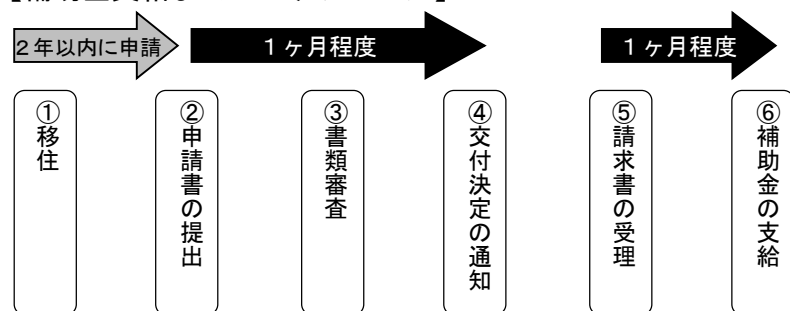 2年以内に申請
1ヶ月程度
1ヶ月程度
①移住
②申請書の提出
③書類審査
④交付決定の通知
⑤請求書の受理
⑥補助金の支給